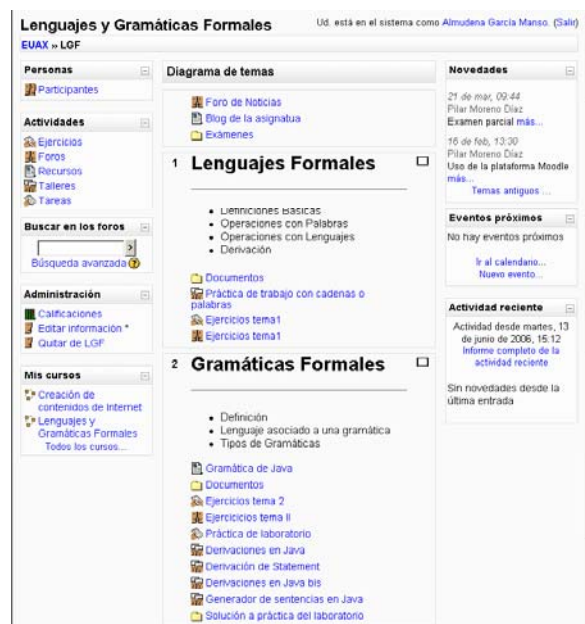 Lenguajes y Gramáticas Formales
Ud. está en el sistema como Almudena García Manso. (Salir)
EUAX » LGF
Personas
Participantes
Actividades
Ejercicios
Foros
Recursos
Talleres
Tareas
Buscar en los foros
>
Búsqueda avanzada ?
Administración
Calificaciones
Editar información *
Quitar de LGF
Mis cursos
Creación de
contenidos de Internet
Lenguajes y
Gramáticas Formales
Todos los cursos...
Diagrama de temas
Foro de Noticias
Blog de la asignatua
Exámenes
1 Lenguajes Formales
• Definiciones Básicas
• Operaciones con Palabras
• Operaciones con Lenguajes
• Derivación
Documentos
Práctica de trabajo con cadenas o
palabras
Ejercicios tema1
Ejercicios tema1
2 Gramáticas Formales
• Definición
• Lenguaje asociado a una gramática
• Tipos de Gramáticas
Gramática de Java
Documentos
Ejercicios tema 2
Ejercicicios tema II
Práctica de laboratorio
Derivaciones en Java
Derivación de Statement
Derivaciones en Java bis
Generador de sentencias en Java
Solución a práctica del laboratorio
Novedades
21 de mar, 09:44
Pilar Moreno Díaz
Examen parcial más...
16 de feb, 13:30
Pilar Moreno Díaz
Uso de la plataforma Moodle
más...
Temas antiguos ...
Eventos próximos
No hay eventos próximos
Ir al calendario...
Nuevo evento...
Actividad reciente
Actividad desde martes, 13
de junio de 2006, 15:12
Informe completo de la
actividad reciente
Sin novedades desde la
última entrada